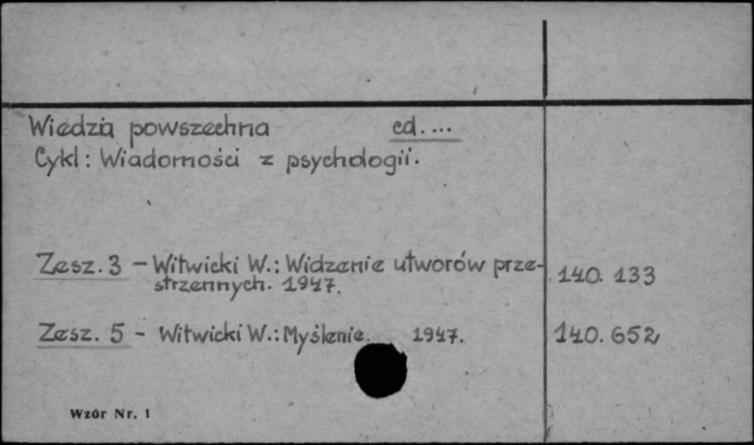 Wiedza powszechna cd. ...
Cykl: Wiadomości z psychologii.
Zesz. 3 - Witwicki W.: Widzenie utworów prze-
strzennych. 1947. 140. 133
Zesz. 5 - Witwicki W.: Myślenie. 1947. 140. 652
Wzór Nr. 1